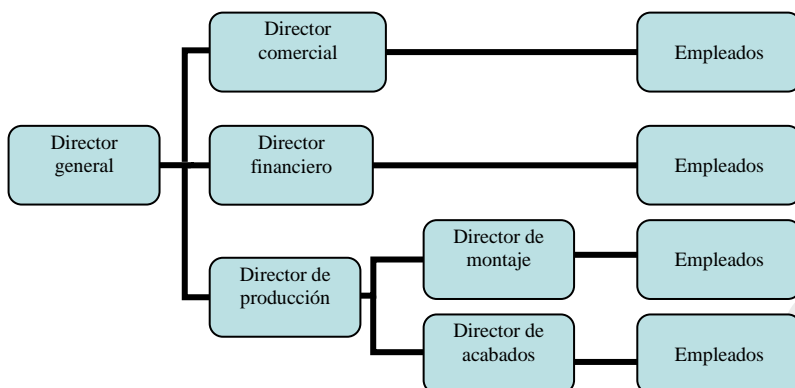 Director
comercial
Empleados
Director
general
Director
financiero
Empleados
Director de
producción
Director de
montaje
Empleados
Director de
acabados
Empleados